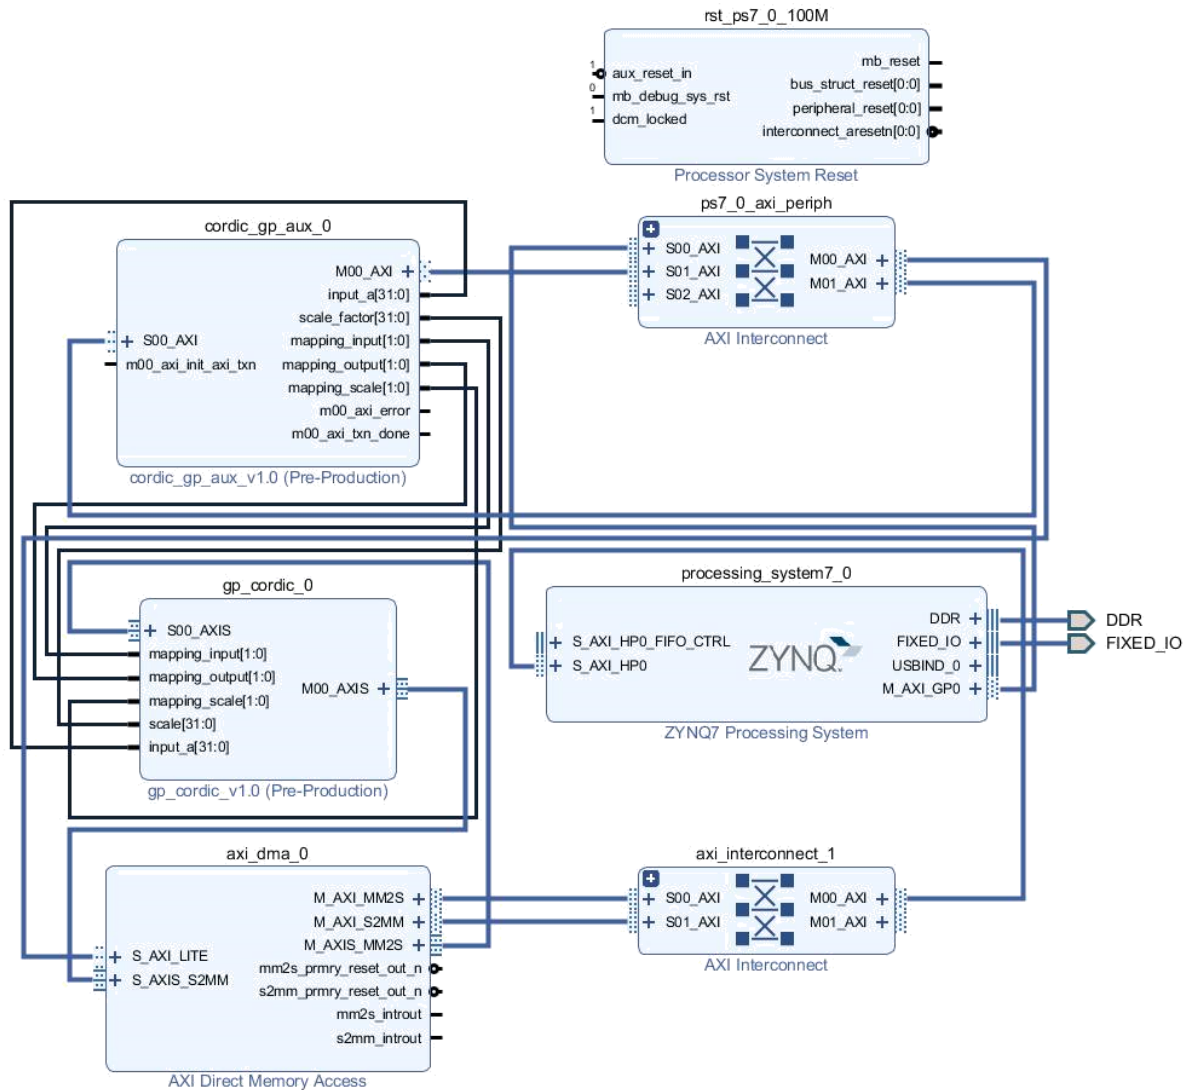 rst_ps7_0_100M
1
aux_reset_in
0
mb_debug_sys_rst
1
dcm_locked
mb_reset
bus_struct_reset[0:0]
peripheral_reset[0:0]
interconnect_aresetn[0:0]
Processor System Reset
cordic_gp_aux_0
S00_AXI
m00_axi_init_axi_txn
M00_AXI
input_a[31:0]
scale_factor[31:0]
mapping_input[1:0]
mapping_output[1:0]
mapping_scale[1:0]
m00_axi_error
m00_axi_txn_done
cordic_gp_aux_v1.0 (Pre-Production)
ps7_0_axi_periph
S00_AXI
S01_AXI
S02_AXI
M00_AXI
M01_AXI
AXI Interconnect
gp_cordic_0
S00_AXIS
mapping_input[1:0]
mapping_output[1:0]
mapping_scale[1:0]
scale[31:0]
input_a[31:0]
M00_AXIS
gp_cordic_v1.0 (Pre-Production)
processing_system7_0
S_AXI_HP0_FIFO_CTRL
S_AXI_HP0
ZYNQ
DDR
FIXED_IO
USBIND_0
M_AXI_GP0
ZYNQ7 Processing System
DDR
FIXED_IO
axi_dma_0
S_AXI_LITE
S_AXIS_S2MM
M_AXI_MM2S
M_AXI_S2MM
M_AXIS_MM2S
mm2s_prmry_reset_out_n
s2mm_prmry_reset_out_n
mm2s_introut
s2mm_introut
AXI Direct Memory Access
axi_interconnect_1
S00_AXI
S01_AXI
M00_AXI
M01_AXI
AXI Interconnect